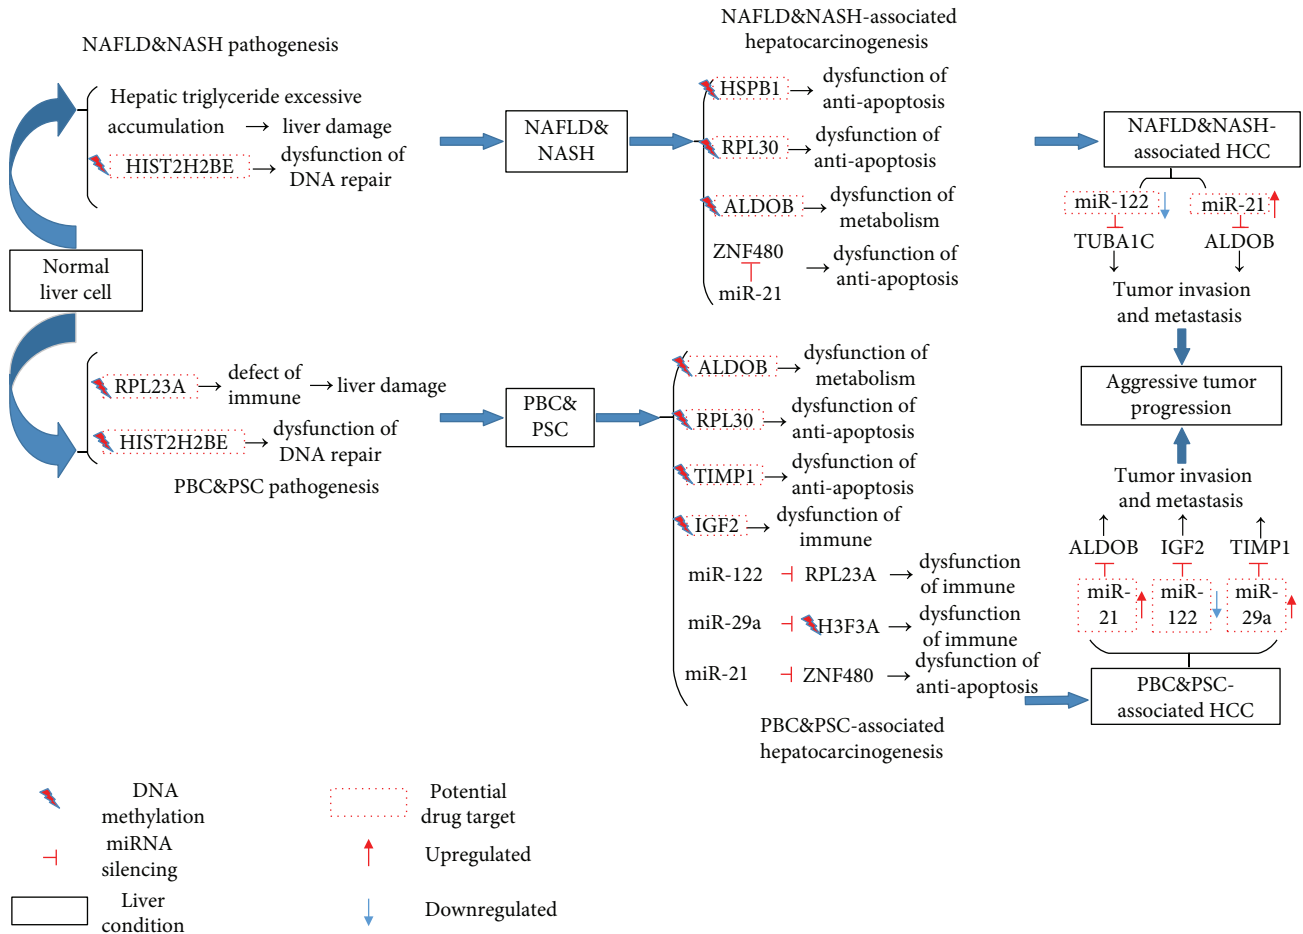 NAFLD&NASH pathogenesis
Hepatic triglyceride excessive
accumulation → liver damage
HIST2H2BE → dysfunction of
DNA repair
Normal
liver cell
RPL23A → defect of
immune → liver damage
HIST2H2BE → dysfunction of
DNA repair
PBC&PSC pathogenesis
NAFLD&
NASH
PBC&
PSC
NAFLD&NASH-associated
hepatocarcinogenesis
HSPB1 → dysfunction of
anti-apoptosis
RPL30 → dysfunction of
anti-apoptosis
ALDOB → dysfunction of
metabolism
ZNF480
miR-21
→ dysfunction of
anti-apoptosis
ALDOB → dysfunction of
metabolism
RPL30 → dysfunction of
anti-apoptosis
TIMP1 → dysfunction of
anti-apoptosis
IGF2 → dysfunction of
immune
miR-122 ⊣ RPL23A → dysfunction
of immune
miR-29a ⊣ H3F3A → dysfunction
of immune
miR-21 ⊣ ZNF480 → dysfunction of
anti-apoptosis
PBC&PSC-associated
hepatocarcinogenesis
NAFLD&NASH-
associated HCC
miR-122 ↓ miR-21 ↑
TUBA1C ALDOB
Tumor invasion
and metastasis
Aggressive tumor
progression
Tumor invasion
and metastasis
ALDOB IGF2 TIMP1
miR-
21
miR-
122
miR-
29a
PBC&PSC-
associated HCC
DNA
methylation
miRNA
silencing
Liver
condition
Potential
drug target
Upregulated
Downregulated